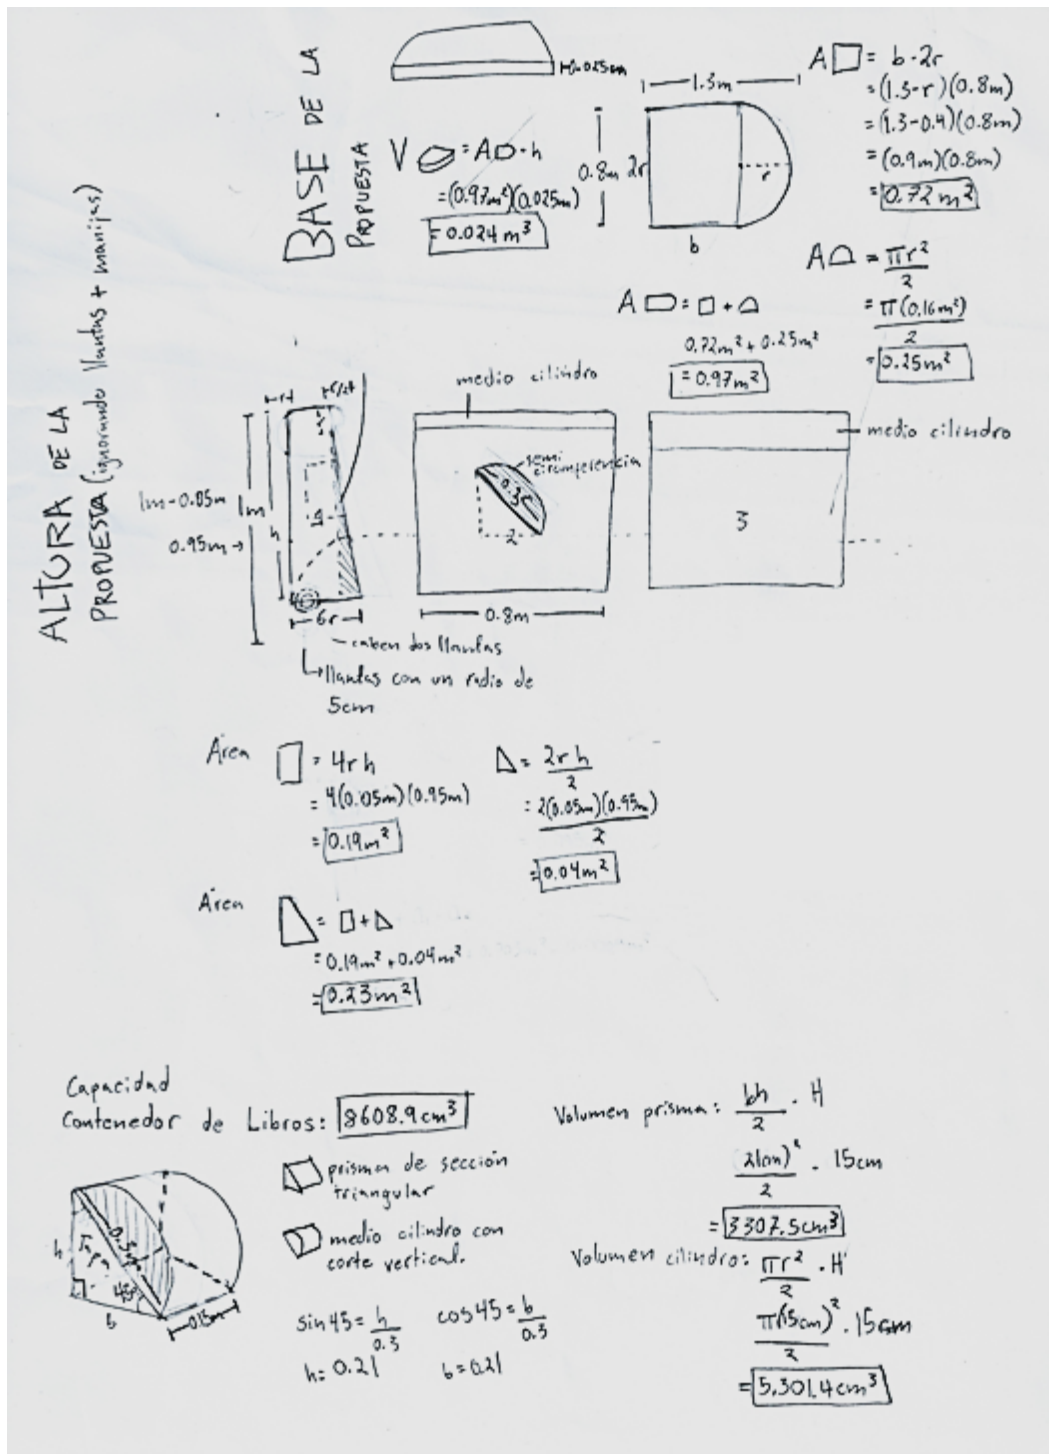 BASE DE LA
PROPUESTA
0.025m
V = A · h
= (0.97m²)(0.025m)
= 0.024 m³
1.3m
0.8m 2r
r
b
A = b · 2r
= (1.3-r)(0.8m)
= (1.3-0.4)(0.8m)
= (0.9m)(0.8m)
= 0.72 m²
A = πr²
2
= π(0.16m²)
2
= 0.25m²
A = +
0.72m² + 0.25m²
= 0.97m²
ALTURA DE LA
PROPUESTA (ignorando llantas + manijas)
1m-0.05m
0.95m →
1m
h
6r
caben dos llantas
llantas con un radio de
5cm
medio cilindro
semi
circunferencia
0.3
2
0.8m
medio cilindro
3
Área = 4rh
= 4(0.05m)(0.95m)
= 0.19m²
= 2rh
2
= 2(0.05m)(0.95m)
2
= 0.04m²
Área = +
= 0.19m² + 0.04m²
= 0.23m²
Capacidad
Contenedor de Libros: 8608.9cm³
prisma de sección
triangular
medio cilindro con
corte vertical.
h
0.3m
45°
b
0.15m
sin45 = h
0.3
h= 0.21
cos45 = b
0.3
b=0.21
Volumen prisma: bh · H
2
21cm)² · 15cm
2
= 3307.5cm³
Volumen cilindro: πr² · H
2
π(15cm)² · 15cm
2
= 5,301.4cm³